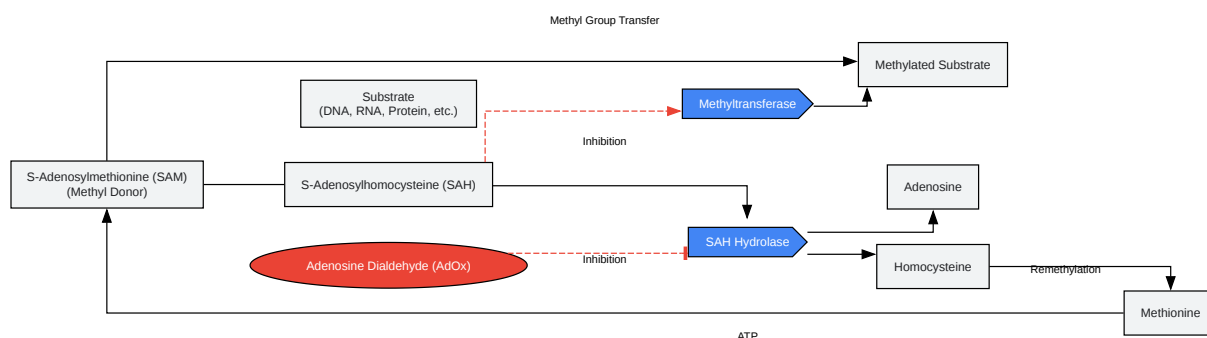 Methyl Group Transfer
Methylated Substrate
Substrate
(DNA, RNA, Protein, etc.)
Methyltransferase
Inhibition
S-Adenosylmethionine (SAM)
(Methyl Donor)
S-Adenosylhomocysteine (SAH)
Adenosine
SAH Hydrolase
Adenosine Dialdehyde (AdOx)
Inhibition
Homocysteine
Remethylation
Methionine
ATP